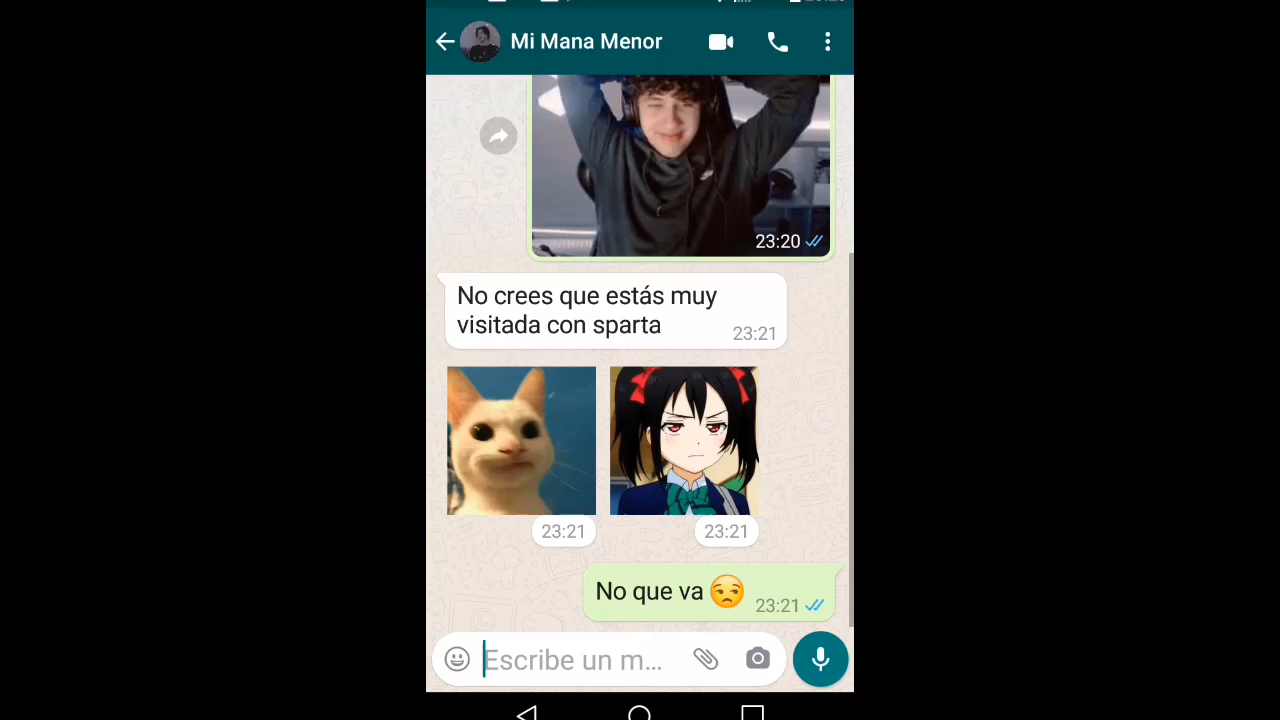 Mi Mana Menor
23:20
No crees que estás muy
visitada con sparta
23:21
23:21
23:21
No que va
23:21
Escribe un m...